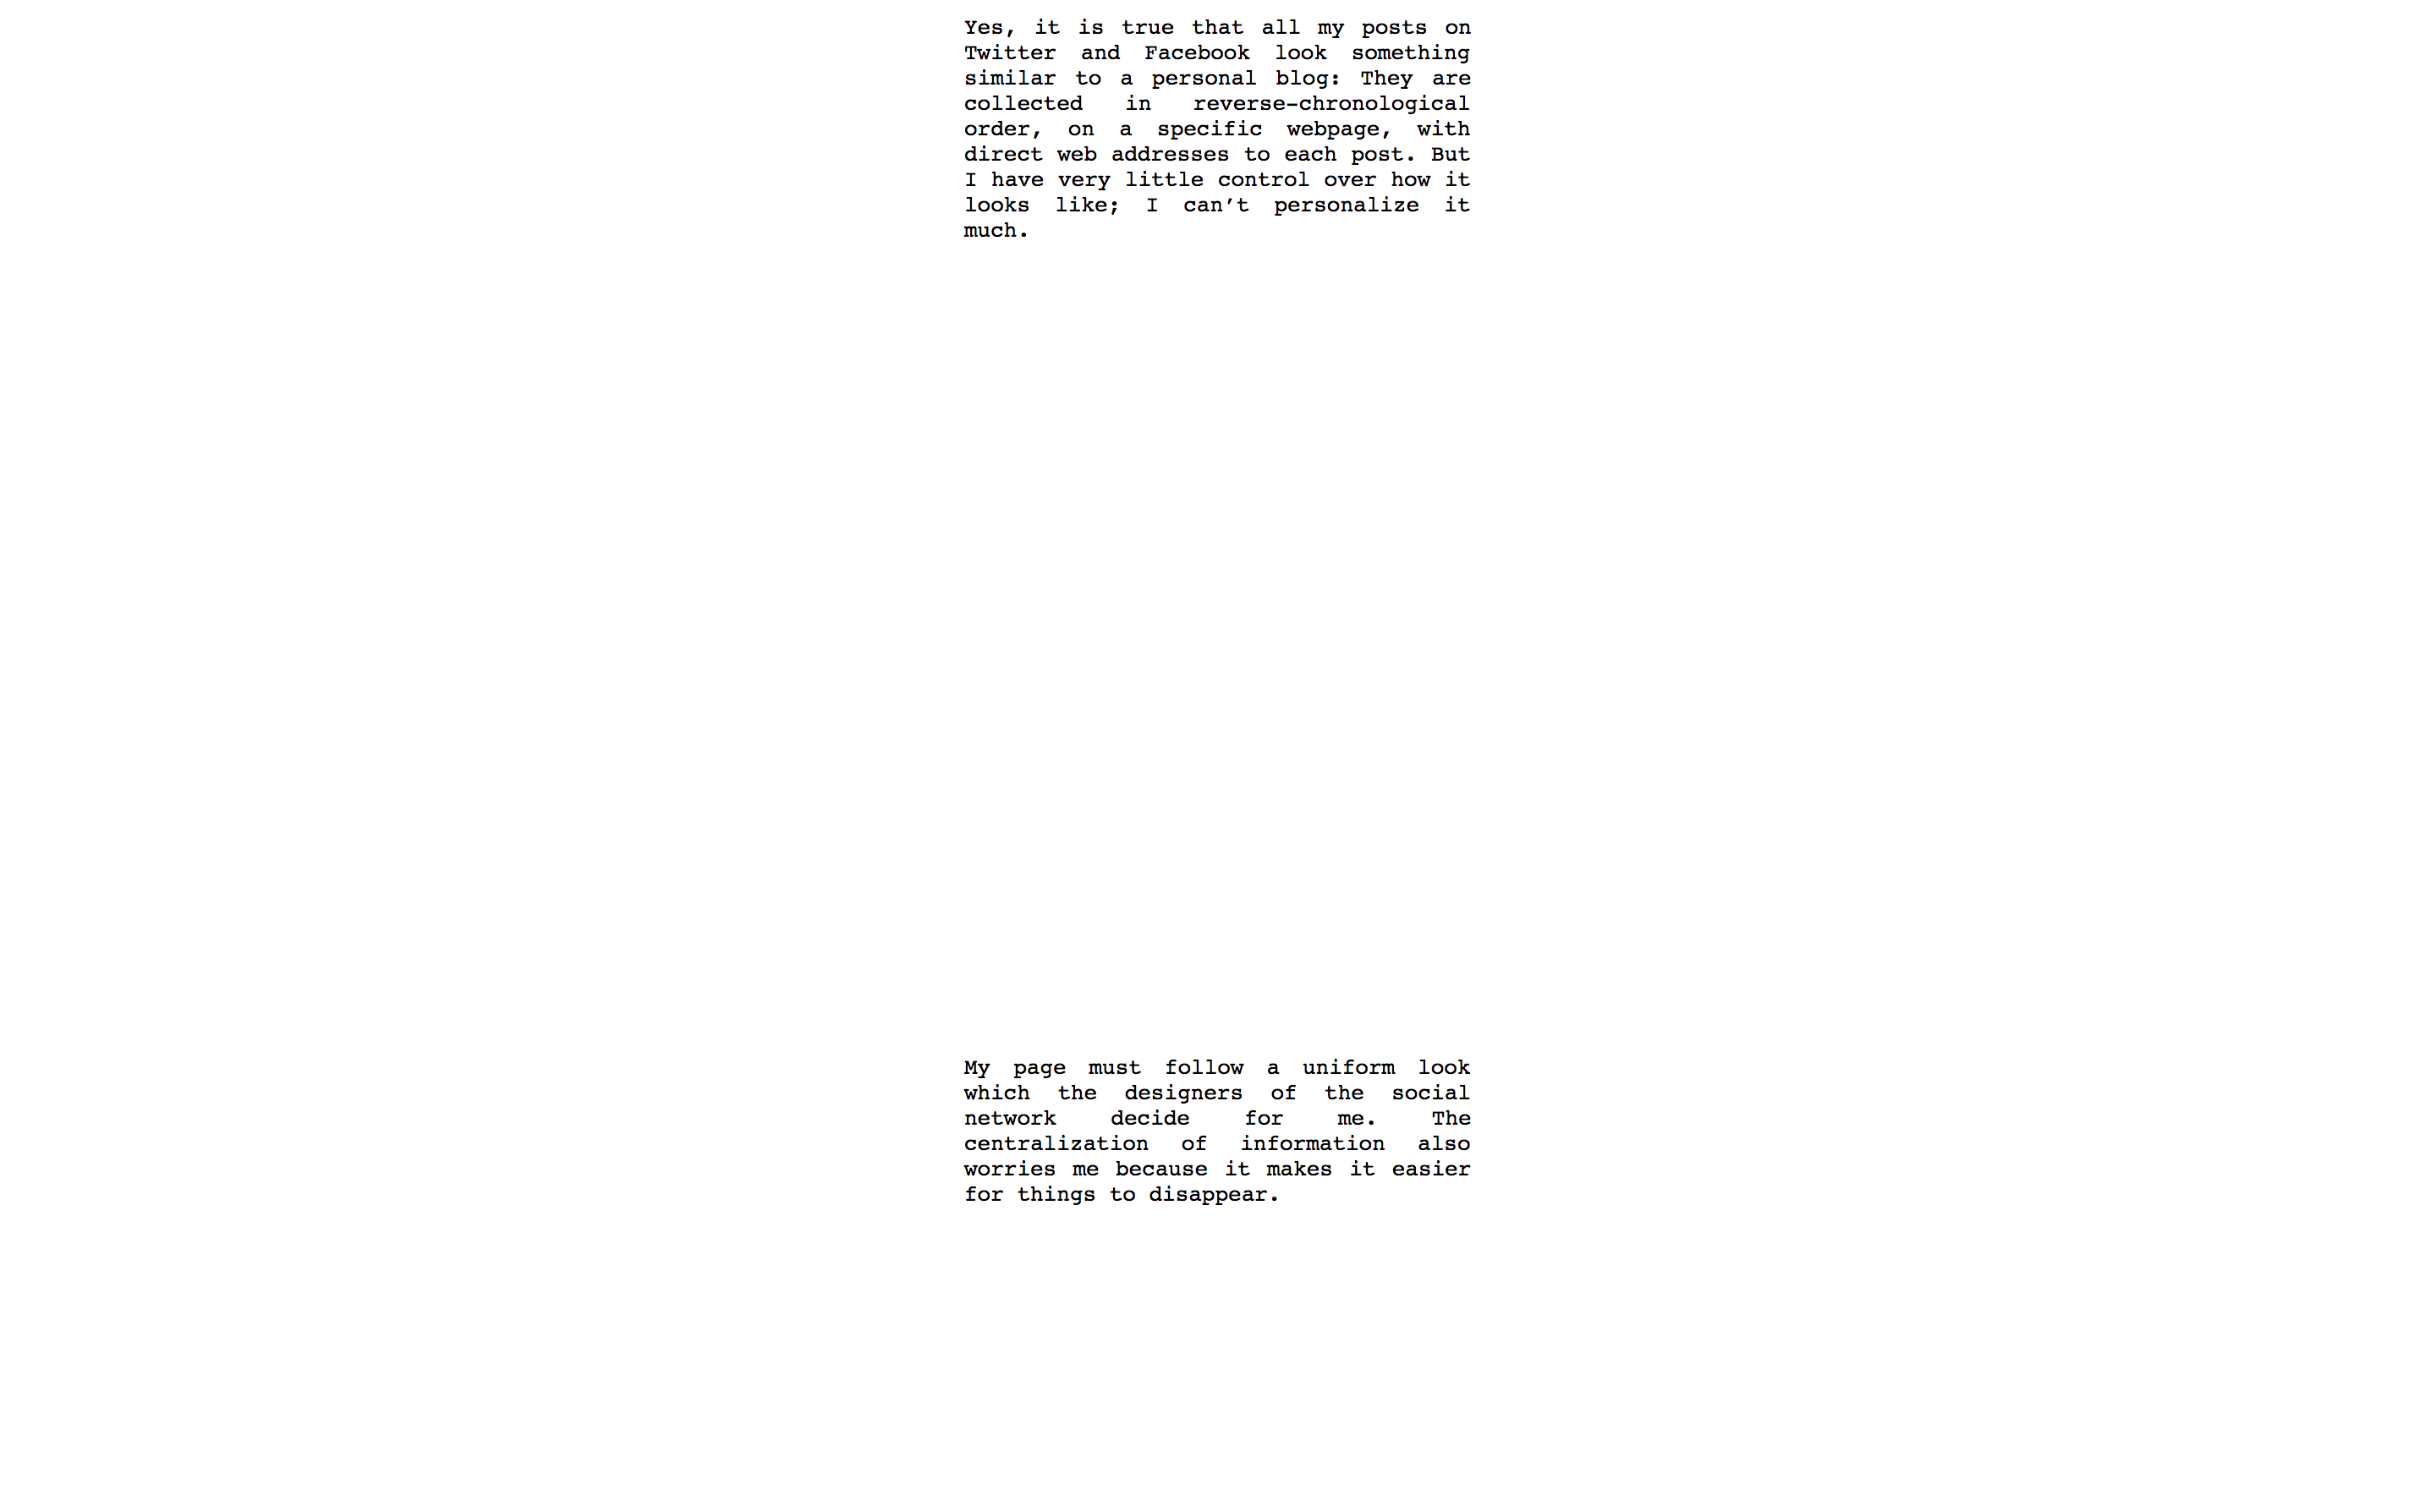 Yes, it is true that all my posts on
Twitter and Facebook look something
similar to a personal blog: They are
collected in reverse-chronological
order, on a specific webpage, with
direct web addresses to each post. But
I have very little control over how it
looks like; I can’t personalize it
much.
My page must follow a uniform look
which the designers of the social
network decide for me. The
centralization of information also
worries me because it makes it easier
for things to disappear.